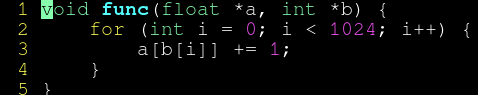 1 void func(float *a, int *b) {
2     for (int i = 0; i < 1024; i++) {
3         a[b[i]] += 1;
4     }
5 }